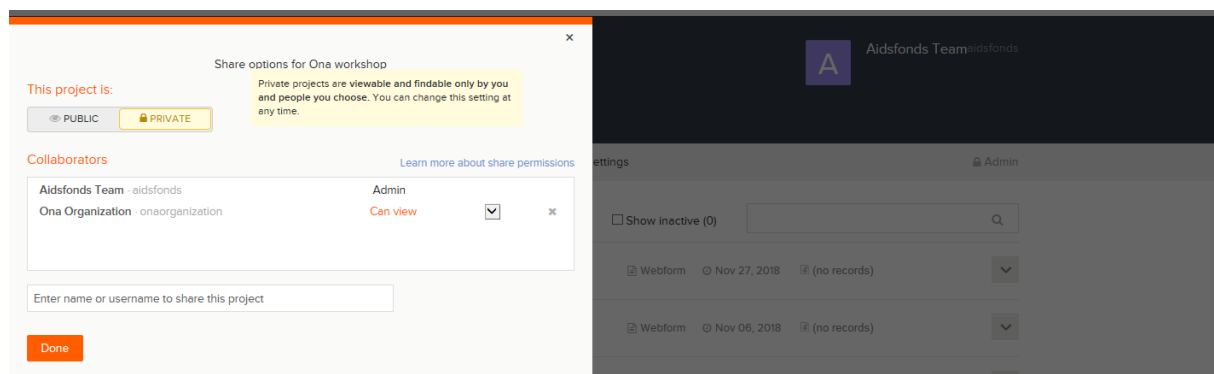 ×
Share options for Ona workshop
This project is:
Private projects are viewable and findable only by you
and people you choose. You can change this setting at
any time.
PUBLIC
PRIVATE
Collaborators
Learn more about share permissions
Aidsfonds Team · aidsfonds
Admin
Ona Organization · onaorganization
Can view
×
Enter name or username to share this project
Done
A
Aidsfonds Team aidsfonds
ettings
Admin
Show inactive (0)
Webform Nov 27, 2018 (no records)
Webform Nov 06, 2018 (no records)